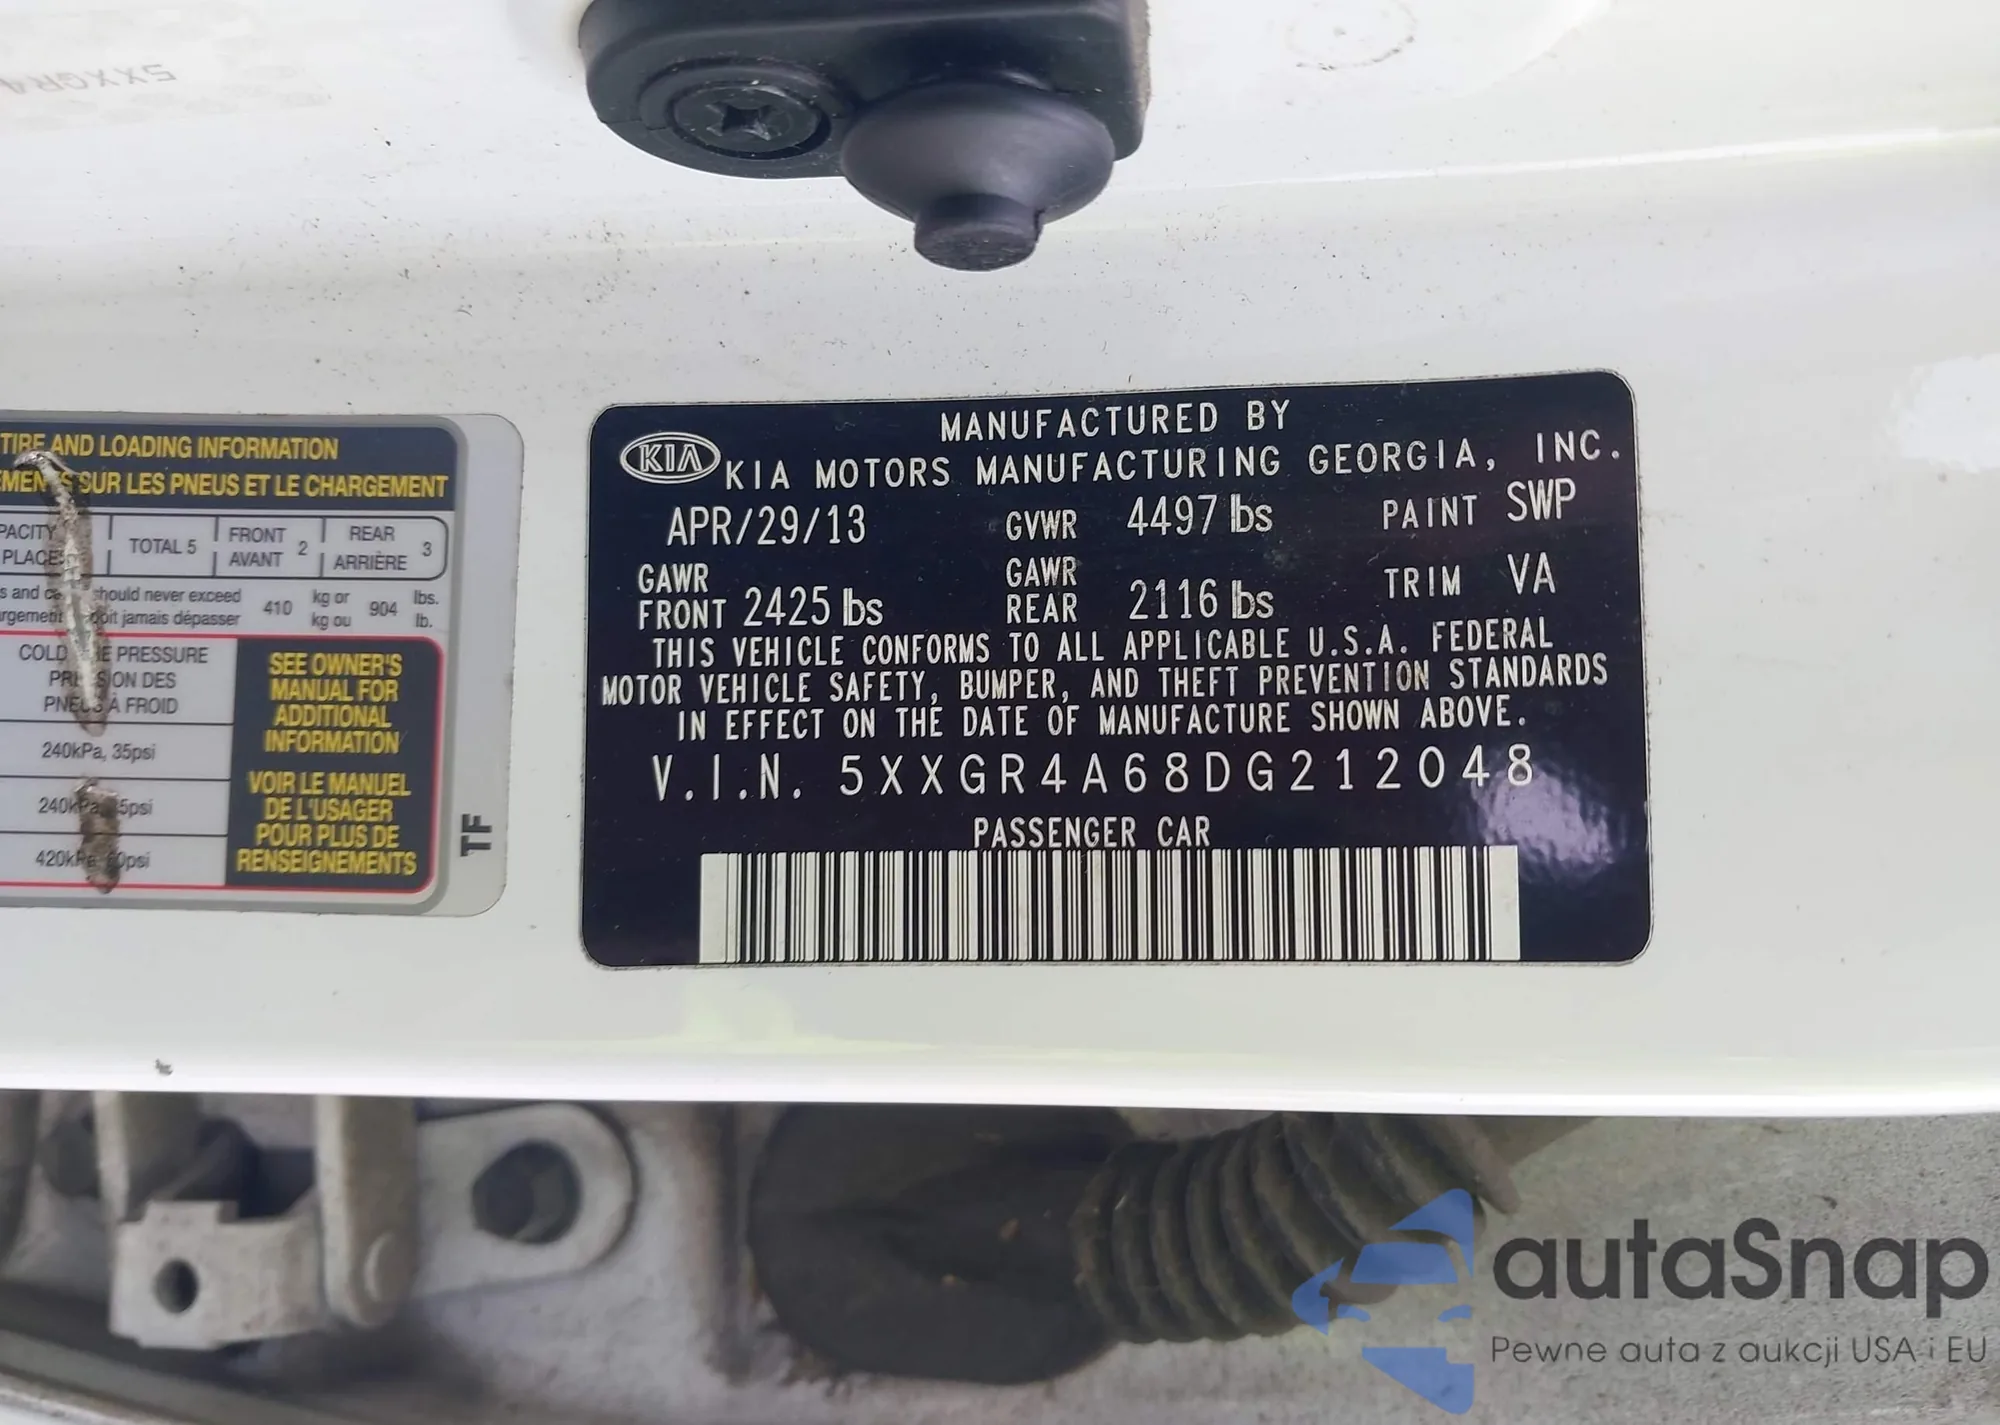 5XXGR4
TIRE AND LOADING INFORMATION
SUR LES PNEUS ET LE CHARGEMENT
TOTAL 5
FRONT
AVANT
2
REAR
ARRIÈRE
3
should never exceed
jamais dépasser
410
kg or
kg ou
904
lbs.
lb.
COLD PRESSURE
DES
À FROID
240kPa, 35psi
SEE OWNER'S
MANUAL FOR
ADDITIONAL
INFORMATION
VOIR LE MANUEL
DE L'USAGER
POUR PLUS DE
RENSEIGNEMENTS
TF
MANUFACTURED BY
KIA KIA MOTORS MANUFACTURING GEORGIA, INC.
APR/29/13 GVWR 4497 lbs PAINT SWP
GAWR FRONT 2425 lbs GAWR REAR 2116 lbs TRIM VA
THIS VEHICLE CONFORMS TO ALL APPLICABLE U.S.A. FEDERAL
MOTOR VEHICLE SAFETY, BUMPER, AND THEFT PREVENTION STANDARDS
IN EFFECT ON THE DATE OF MANUFACTURE SHOWN ABOVE.
V.I.N. 5XXGR4A68DG212048
PASSENGER CAR
autaSnap
Pewne auta z aukcji USA i EU